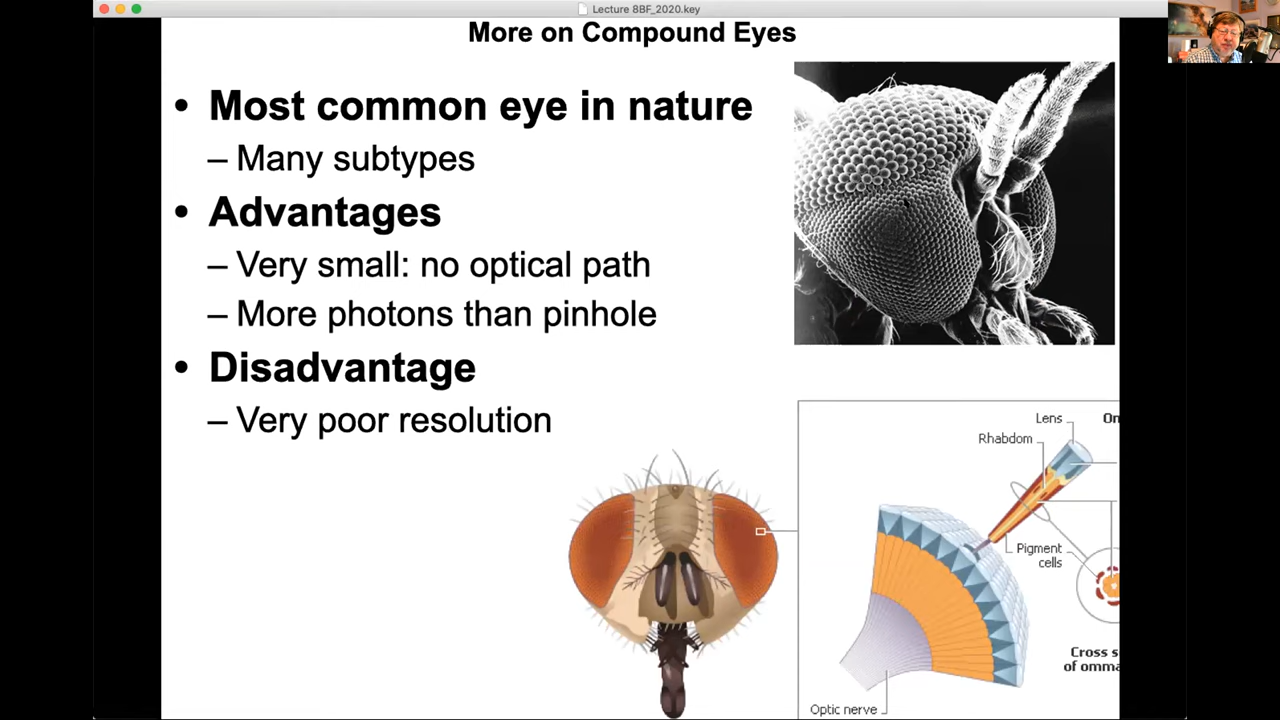 Lecture 8BF_2020.key
More on Compound Eyes
• Most common eye in nature
– Many subtypes
• Advantages
– Very small: no optical path
– More photons than pinhole
• Disadvantage
– Very poor resolution
Lens
On
Rhabdom
Pigment
cells
Cross s
of omma
Optic nerve